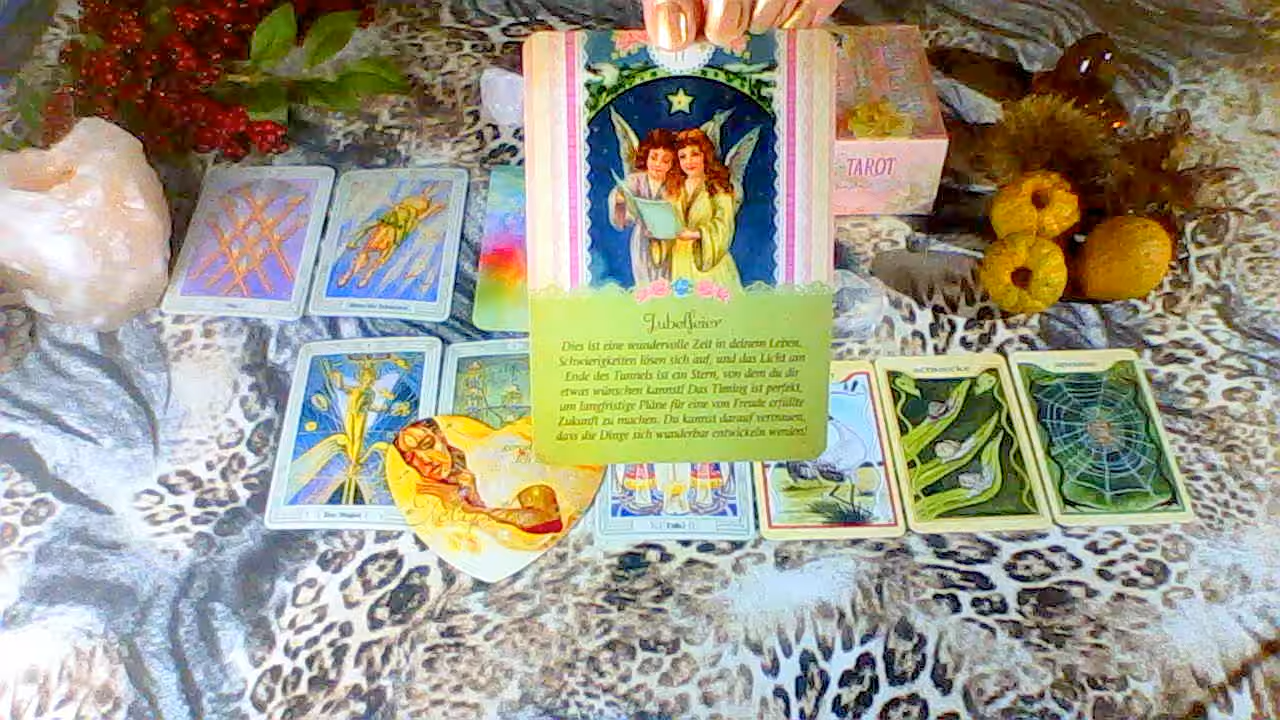 TAROT
Jubelfeier
Dies ist eine wundervolle Zeit in deinem Leben.
Schwierigkeiten lösen sich auf, und das Licht am
Ende des Tunnels ist ein Stern, von dem du dir
etwas wünschen kannst! Das Timing ist perfekt,
um langfristige Pläne für eine von Freude erfüllte
Zukunft zu machen. Du kannst darauf vertrauen,
dass die Dinge sich wunderbar entwickeln werden!
Schnecke
Der Magier